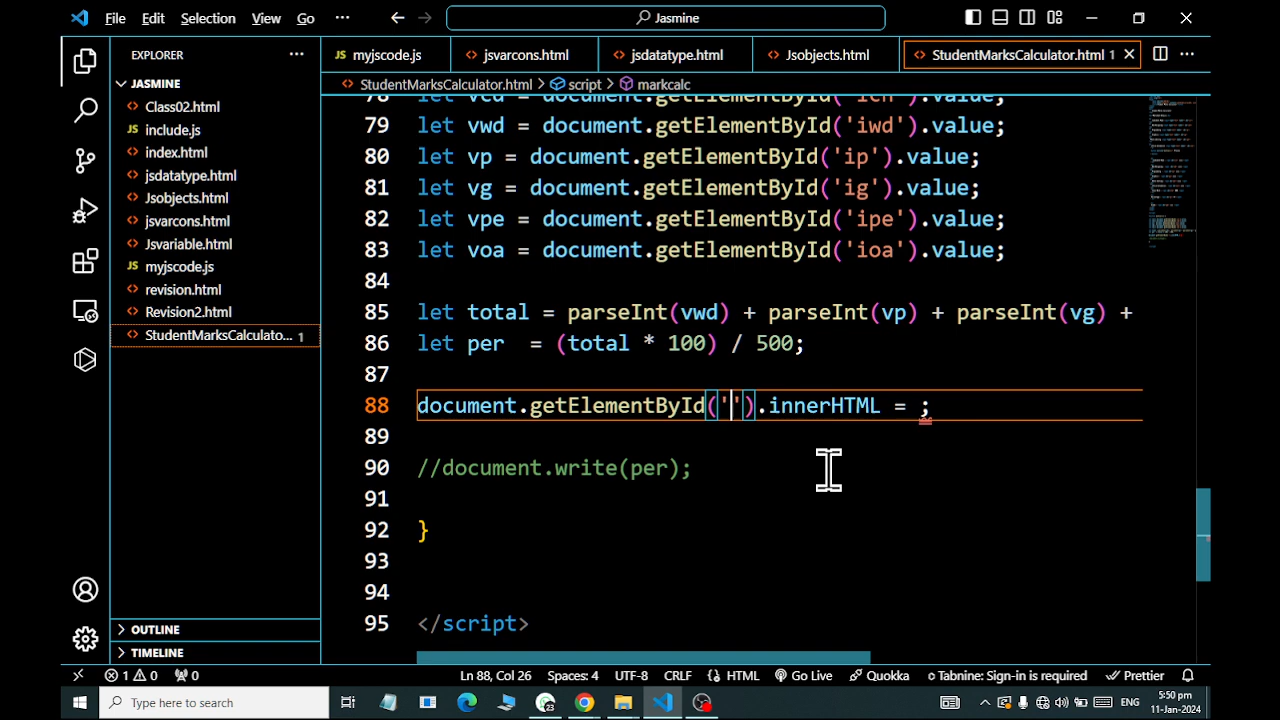 File Edit Selection View Go ··· Jasmine
EXPLORER ···
myjscode.js jsvarcons.html jsdatatype.html Jsobjects.html StudentMarksCalculator.html 1
StudentMarksCalculator.html > script > markcalc
JASMINE
Class02.html
include.js
index.html
jsdatatype.html
Jsobjects.html
jsvarcons.html
Jsvariable.html
JS myjscode.js
revision.html
Revision2.html
StudentMarksCalculato... 1
OUTLINE
TIMELINE
79 let vwd = document.getElementById('iwd').value;
80 let vp = document.getElementById('ip').value;
81 let vg = document.getElementById('ig').value;
82 let vpe = document.getElementById('ipe').value;
83 let voa = document.getElementById('ioa').value;
84
85 let total = parseInt(vwd) + parseInt(vp) + parseInt(vg) +
86 let per = (total * 100) / 500;
87
88 document.getElementById('').innerHTML = ;
89
90 //document.write(per);
91
92 }
93
94
95 </script>
1 0 0 Ln 88, Col 26 Spaces: 4 UTF-8 CRLF HTML Go Live Quokka Tabnine: Sign-in is required Prettier
Type here to search
ENG
5:50 pm
11-Jan-2024